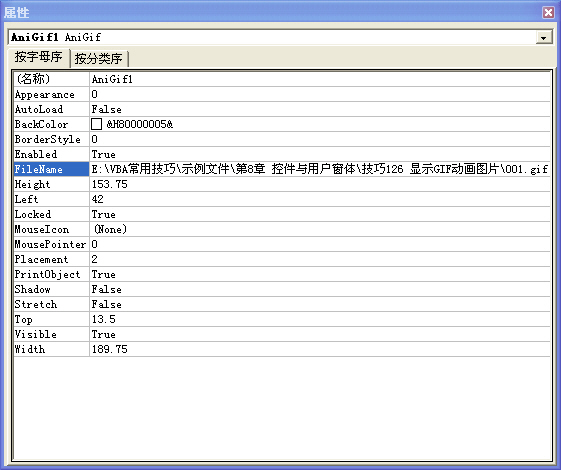 属性
AniGif1 AniGif
按字母序 按分类序
(名称) AniGif1
Appearance 0
AutoLoad False
BackColor &H80000005&
BorderStyle 0
Enabled True
FileName E:\VBA常用技巧\示例文件\第8章 控件与用户窗体\技巧126 显示GIF动画图片\001.gif
Height 153.75
Left 42
Locked True
MouseIcon (None)
MousePointer 0
Placement 2
PrintObject True
Shadow False
Stretch False
Top 13.5
Visible True
Width 189.75